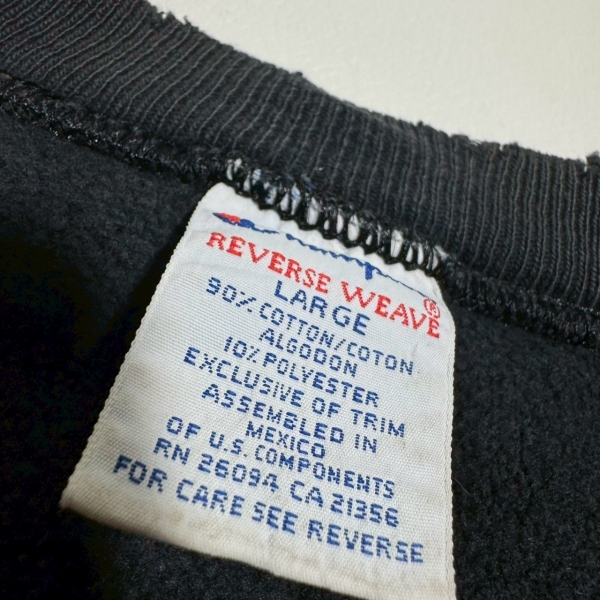 REVERSE WEAVE®
LARGE
90% COTTON/COTON
ALGODON
10% POLYESTER
EXCLUSIVE OF TRIM
ASSEMBLED IN
MEXICO
OF U.S. COMPONENTS
RN 26094 CA 21356
FOR CARE SEE REVERSE